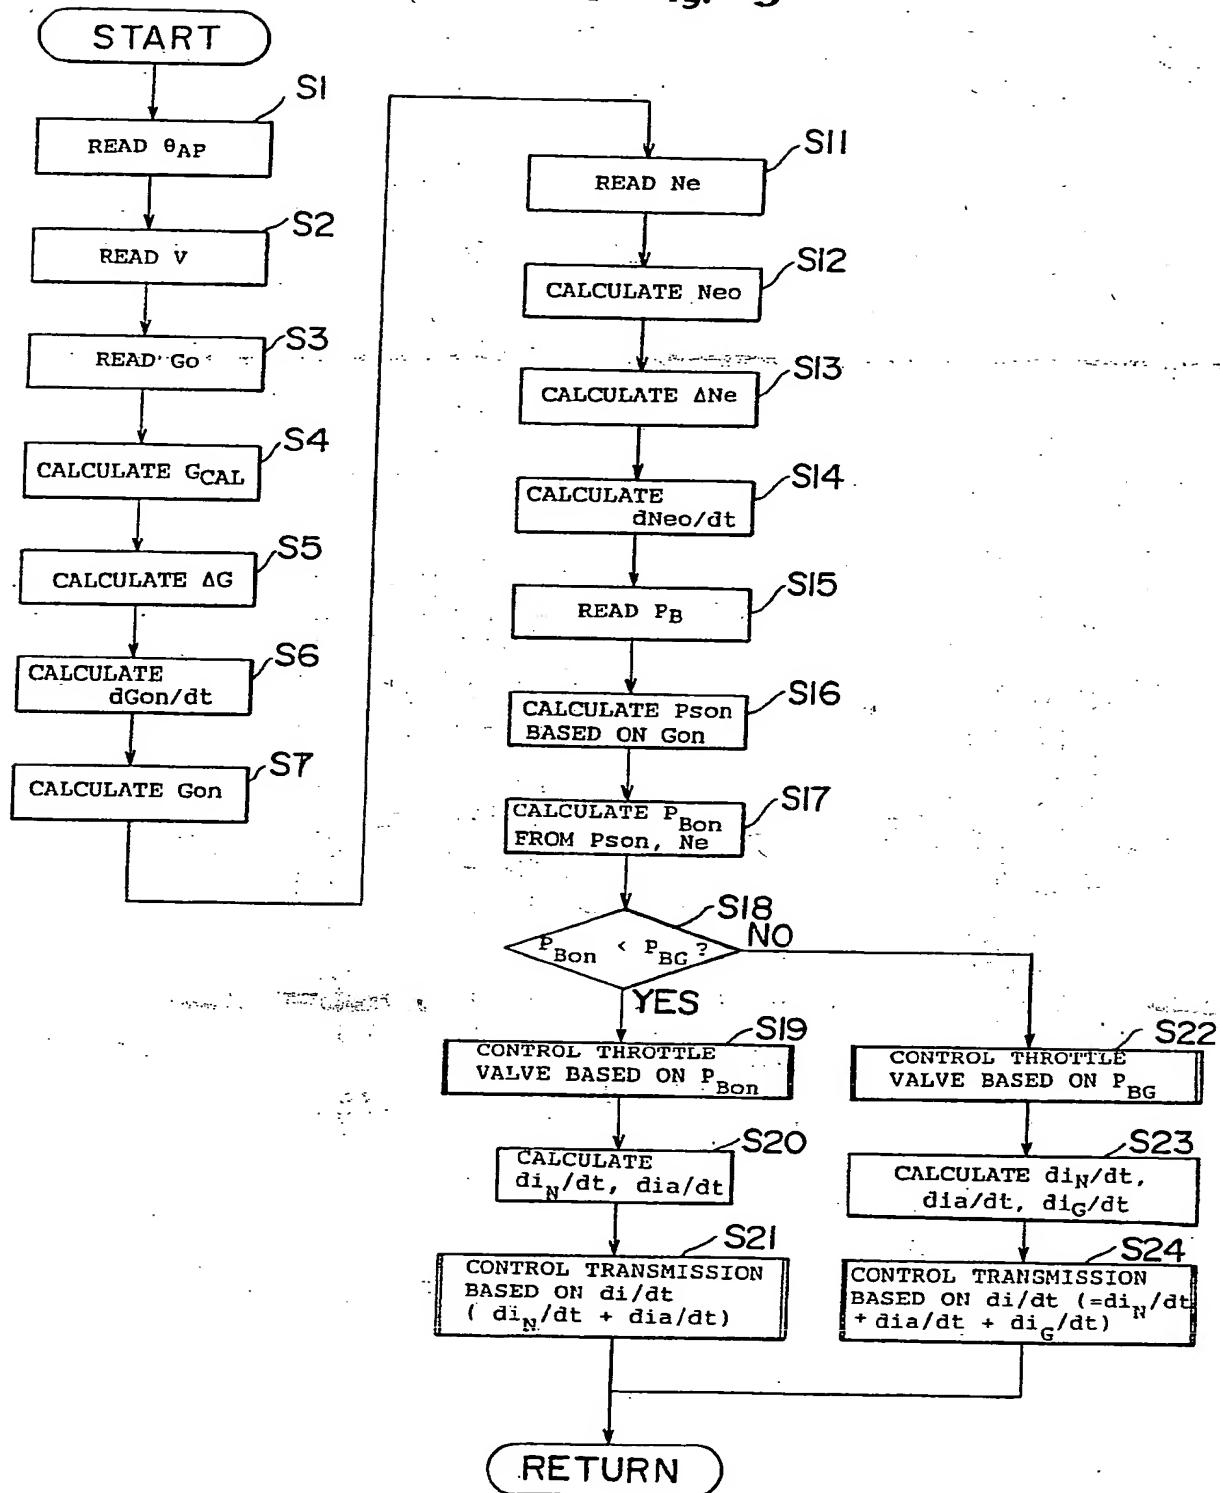 START
S1
READ θAP
S2
READ V
S3
READ Go
S4
CALCULATE GCAL
S5
CALCULATE ΔG
S6
CALCULATE
dGon/dt
S7
CALCULATE Gon
S11
READ Ne
S12
CALCULATE Neo
S13
CALCULATE ΔNe
S14
CALCULATE
dNeo/dt
S15
READ PB
S16
CALCULATE Pson
BASED ON Gon
S17
CALCULATE PBon
FROM Pson, Ne
S18
PBon < PBG ?
NO
YES
S19
CONTROL THROTTLE
VALVE BASED ON PBon
S20
CALCULATE
diN/dt, dia/dt
S21
CONTROL TRANSMISSION
BASED ON di/dt
( diN/dt + dia/dt)
S22
CONTROL THROTTLE
VALVE BASED ON PBG
S23
CALCULATE diN/dt,
dia/dt, diG/dt
S24
CONTROL TRANSMISSION
BASED ON di/dt (=diN/dt
+ dia/dt + diG/dt)
RETURN